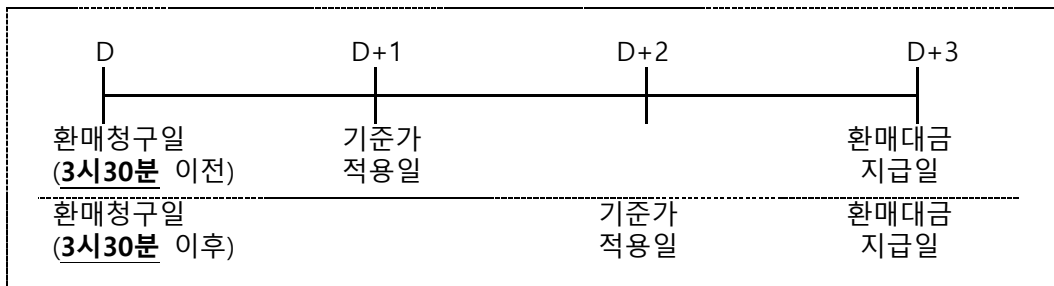 D D+1 D+2 D+3
환매청구일 기준가 환매대금
(3시30분 이전) 적용일 지급일
환매청구일 기준가 환매대금
(3시30분 이후) 적용일 지급일